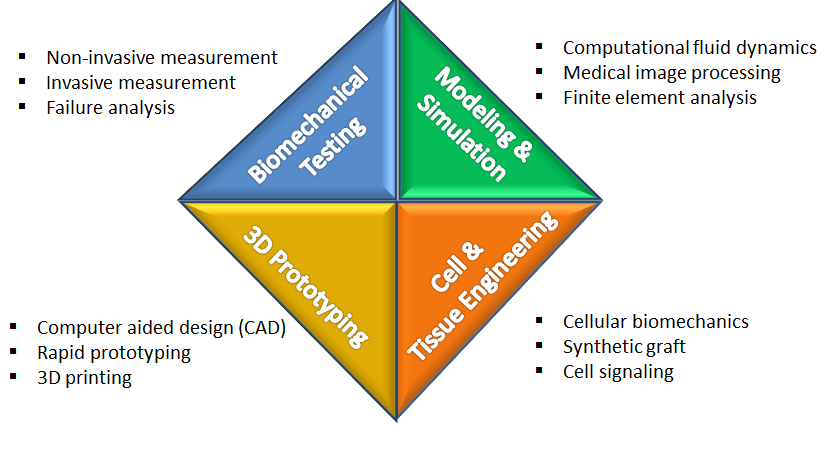 ▪ Non-invasive measurement
▪ Invasive measurement
▪ Failure analysis
Biomechanical
Testing
Modeling &
Simulation
▪ Computational fluid dynamics
▪ Medical image processing
▪ Finite element analysis
3D Prototyping
Cell &
Tissue Engineering
▪ Computer aided design (CAD)
▪ Rapid prototyping
▪ 3D printing
▪ Cellular biomechanics
▪ Synthetic graft
▪ Cell signaling